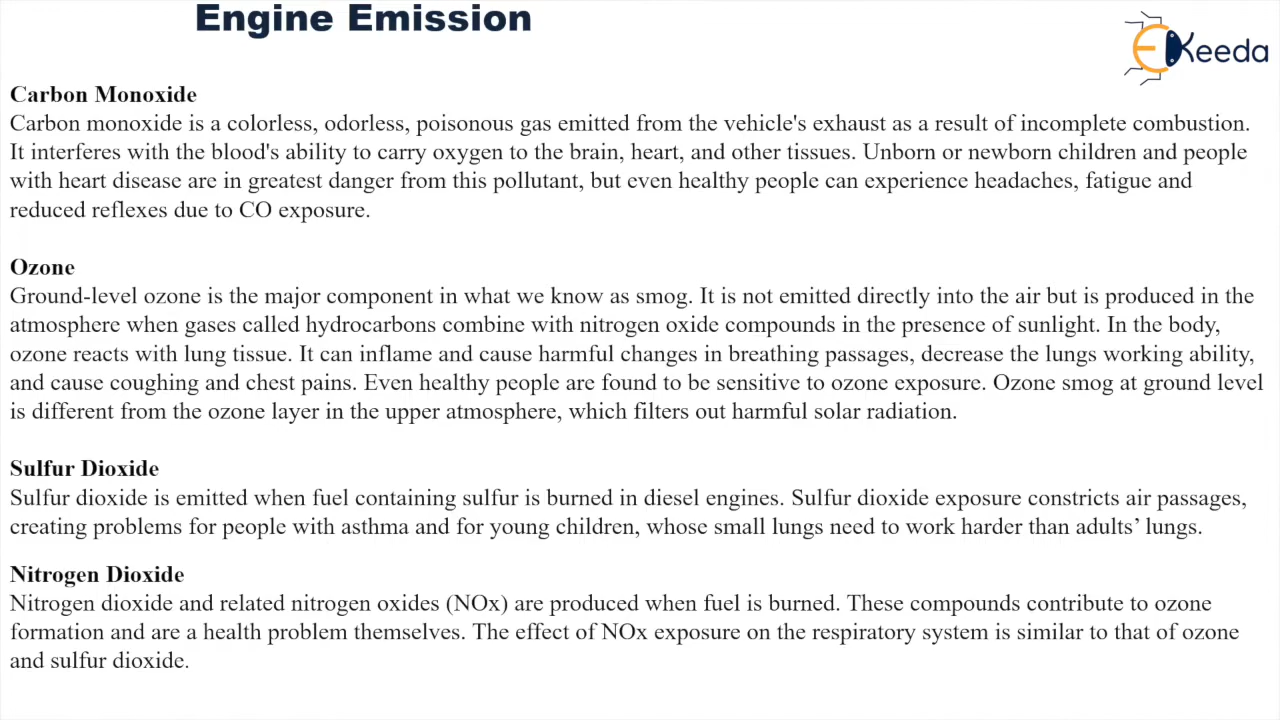 Engine Emission
EKeeda
Carbon Monoxide
Carbon monoxide is a colorless, odorless, poisonous gas emitted from the vehicle's exhaust as a result of incomplete combustion.
It interferes with the blood's ability to carry oxygen to the brain, heart, and other tissues. Unborn or newborn children and people
with heart disease are in greatest danger from this pollutant, but even healthy people can experience headaches, fatigue and
reduced reflexes due to CO exposure.
Ozone
Ground-level ozone is the major component in what we know as smog. It is not emitted directly into the air but is produced in the
atmosphere when gases called hydrocarbons combine with nitrogen oxide compounds in the presence of sunlight. In the body,
ozone reacts with lung tissue. It can inflame and cause harmful changes in breathing passages, decrease the lungs working ability,
and cause coughing and chest pains. Even healthy people are found to be sensitive to ozone exposure. Ozone smog at ground level
is different from the ozone layer in the upper atmosphere, which filters out harmful solar radiation.
Sulfur Dioxide
Sulfur dioxide is emitted when fuel containing sulfur is burned in diesel engines. Sulfur dioxide exposure constricts air passages,
creating problems for people with asthma and for young children, whose small lungs need to work harder than adults’ lungs.
Nitrogen Dioxide
Nitrogen dioxide and related nitrogen oxides (NOx) are produced when fuel is burned. These compounds contribute to ozone
formation and are a health problem themselves. The effect of NOx exposure on the respiratory system is similar to that of ozone
and sulfur dioxide.